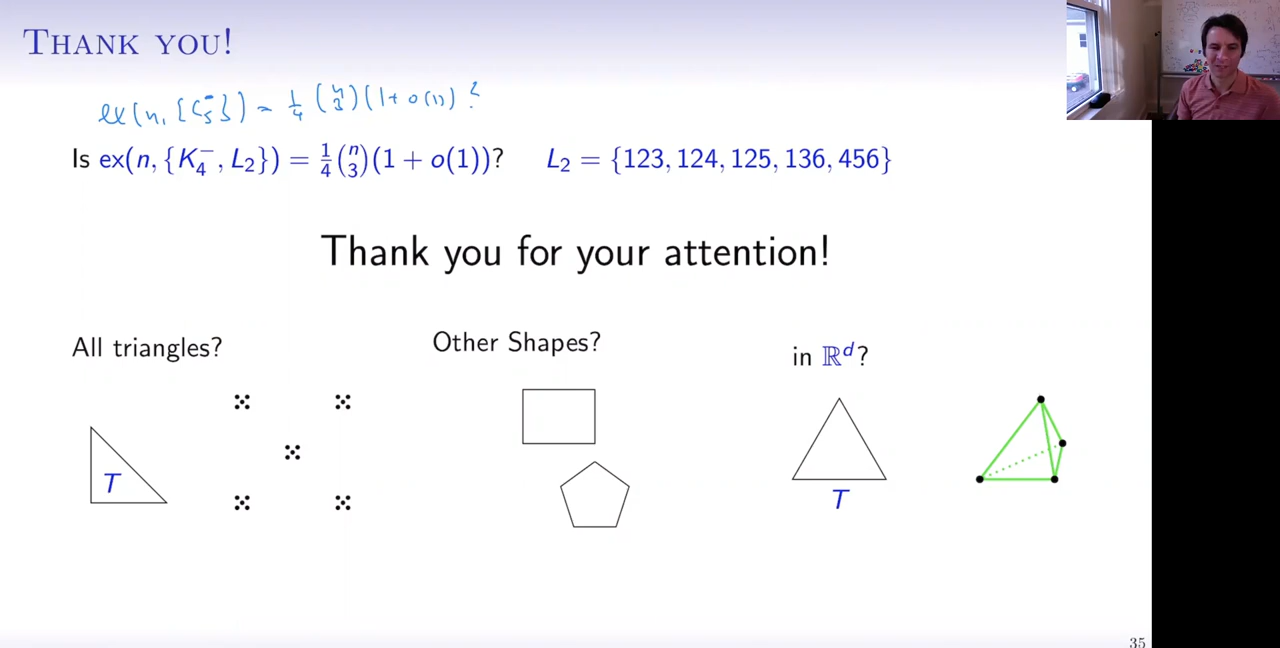 THANK YOU!
ex(n, {C₅⁻}) = 1/4 (n 3)(1 + o(1)) ?
Is ex(n, {K₄⁻, L₂}) = 1/4 (n 3)(1 + o(1))? L₂ = {123, 124, 125, 136, 456}
Thank you for your attention!
All triangles?
Other Shapes?
in ℝᵈ?
T
T
35